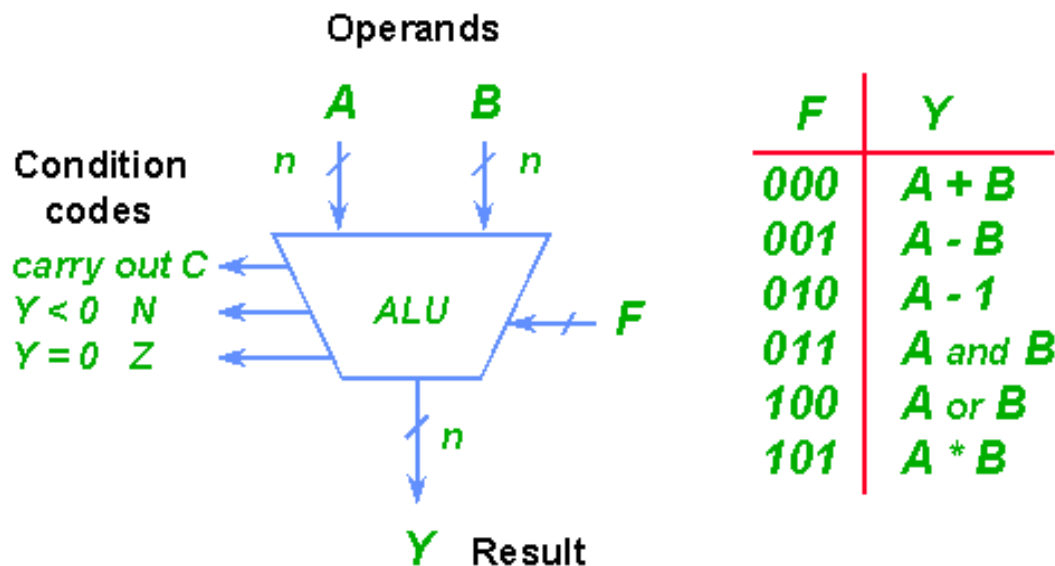 Operands
A B
n n
Condition
codes
carry out C
Y < 0 N
Y = 0 Z
ALU
F
n
Y Result
F Y
000 A + B
001 A - B
010 A - 1
011 A and B
100 A or B
101 A * B